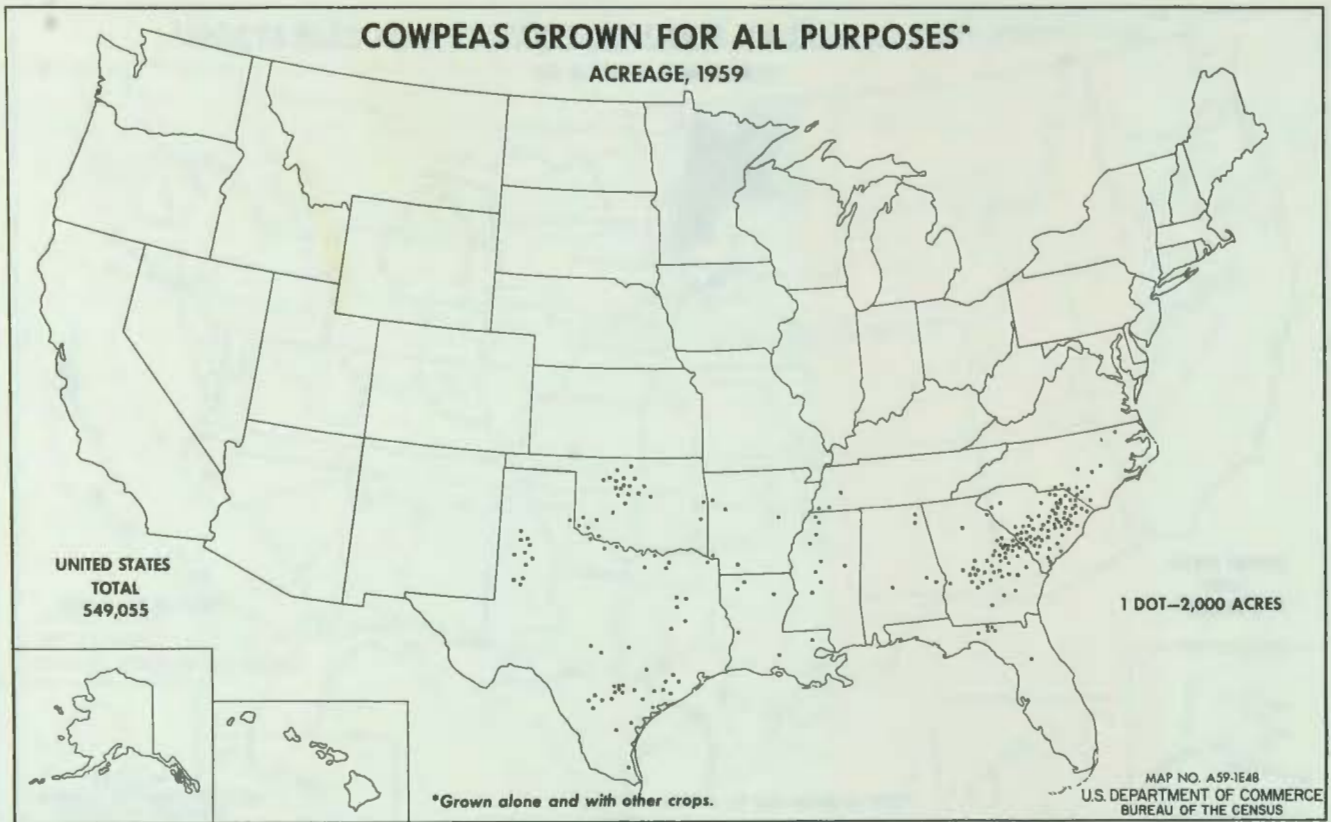 COWPEAS GROWN FOR ALL PURPOSES*
ACREAGE, 1959
UNITED STATES
TOTAL
549,055
1 DOT—2,000 ACRES
*Grown alone and with other crops.
MAP NO. A59-1E48
U.S. DEPARTMENT OF COMMERCE
BUREAU OF THE CENSUS